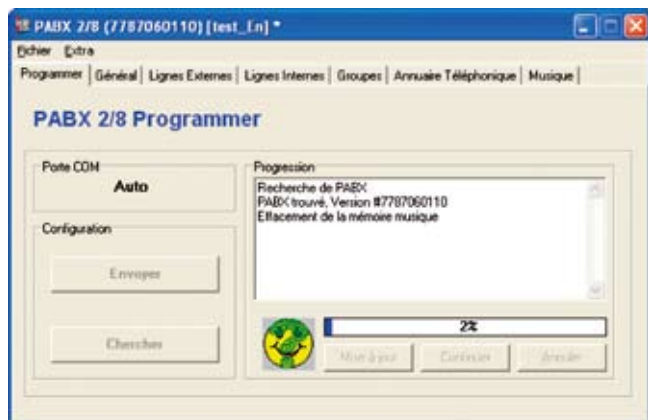 PABX 2/8 (7787060110) [test_En] *
Fichier Extra
Programmer Général Lignes Externes Lignes Internes Groupes Annuaire Téléphonique Musique
PABX 2/8 Programmer
Porte COM
Auto
Configuration
Envoyer
Chercher
Progression
Recherche de PABX
PABX trouvé, Version #7787060110
Effacement de la mémoire musique
2%
Mise à jour Continuer Annuler